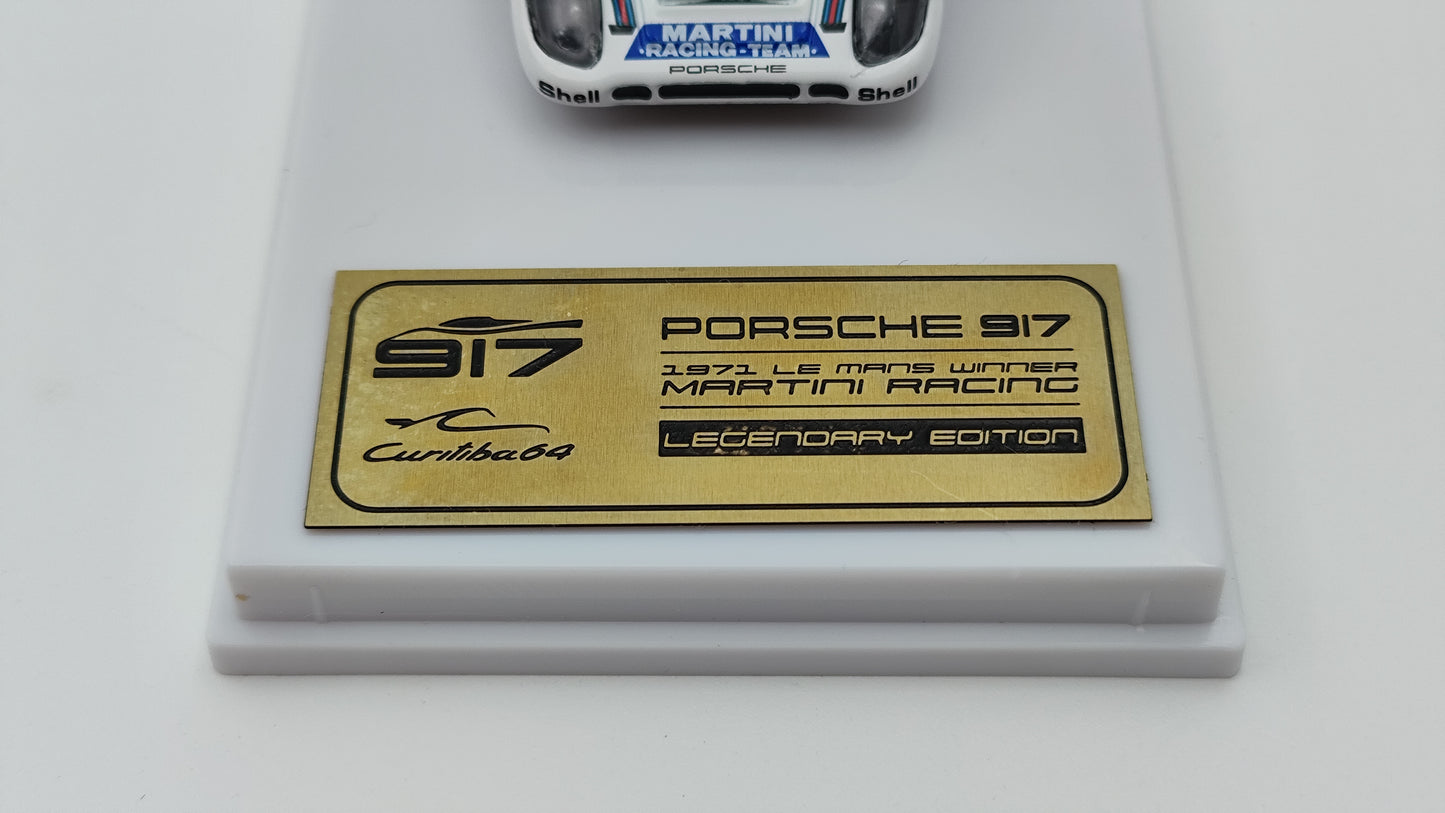 MARTINI
·RACING-TEAM·
PORSCHE
Shell
Shell
917
Curitiba64
PORSCHE 917
1971 LE MANS WINNER
MARTINI RACING
LEGENDARY EDITION